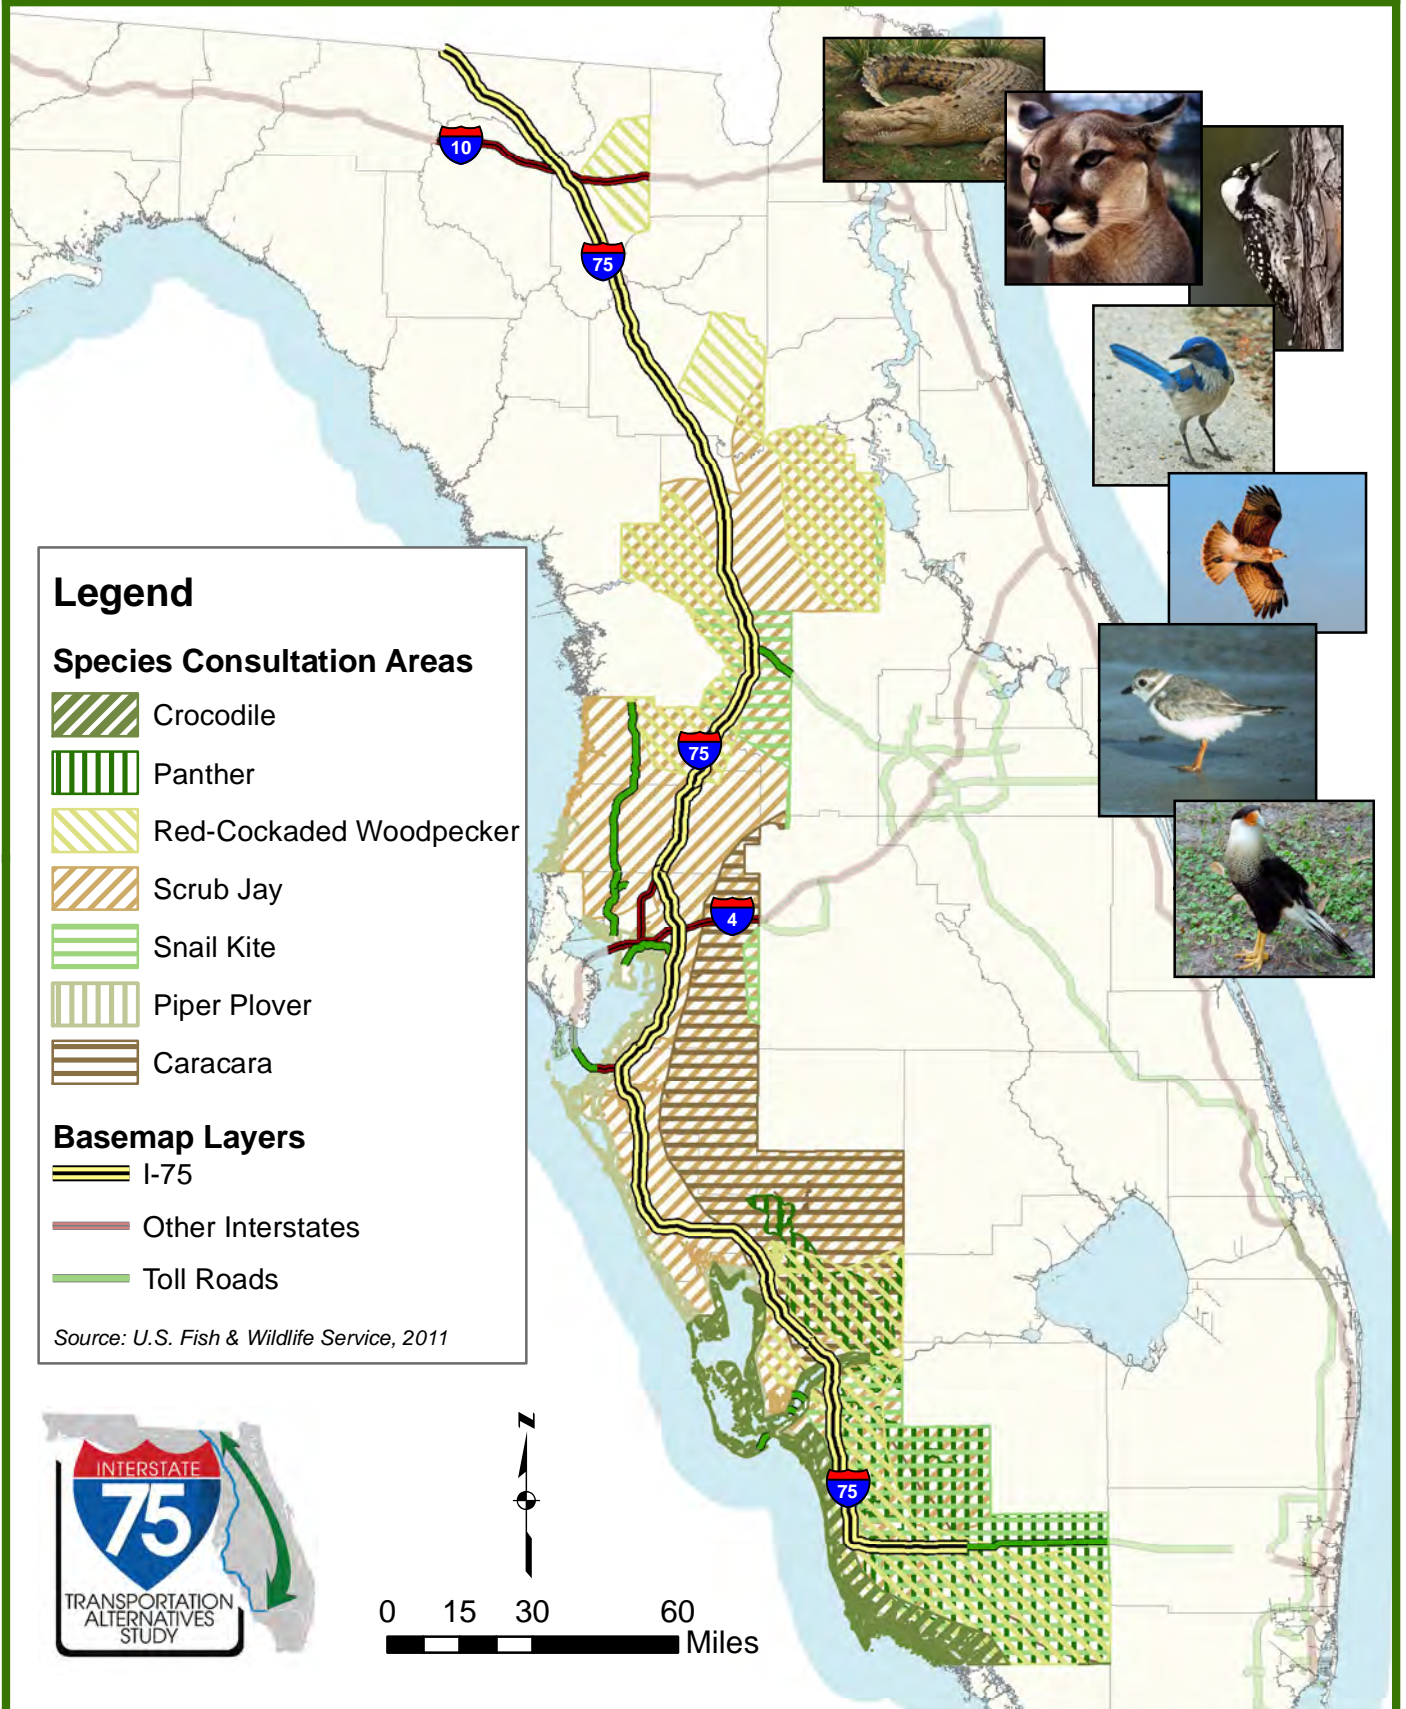 10
75
Legend
Species Consultation Areas
Crocodile
Panther
Red-Cockaded Woodpecker
Scrub Jay
Snail Kite
Piper Plover
Caracara
Basemap Layers
I-75
Other Interstates
Toll Roads
Source: U.S. Fish & Wildlife Service, 2011
75
4
75
INTERSTATE
75
TRANSPORTATION
ALTERNATIVES
STUDY
N
0 15 30 60
Miles